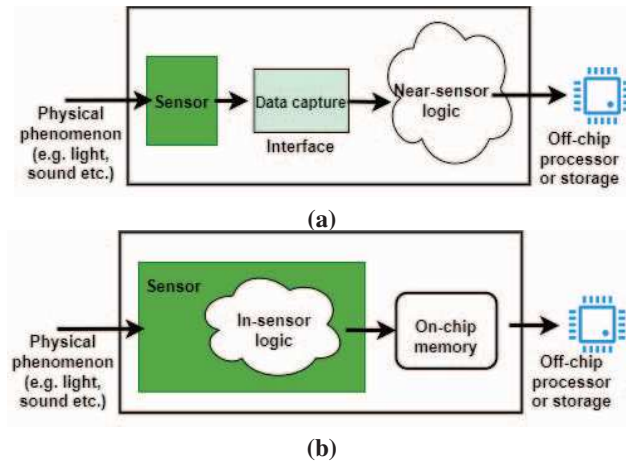 Physical
phenomenon
(e.g. light,
sound etc.)
Sensor
Data capture
Interface
Near-sensor
logic
Off-chip
processor
or storage
(a)
Physical
phenomenon
(e.g. light,
sound etc.)
Sensor
In-sensor
logic
On-chip
memory
Off-chip
processor
or storage
(b)